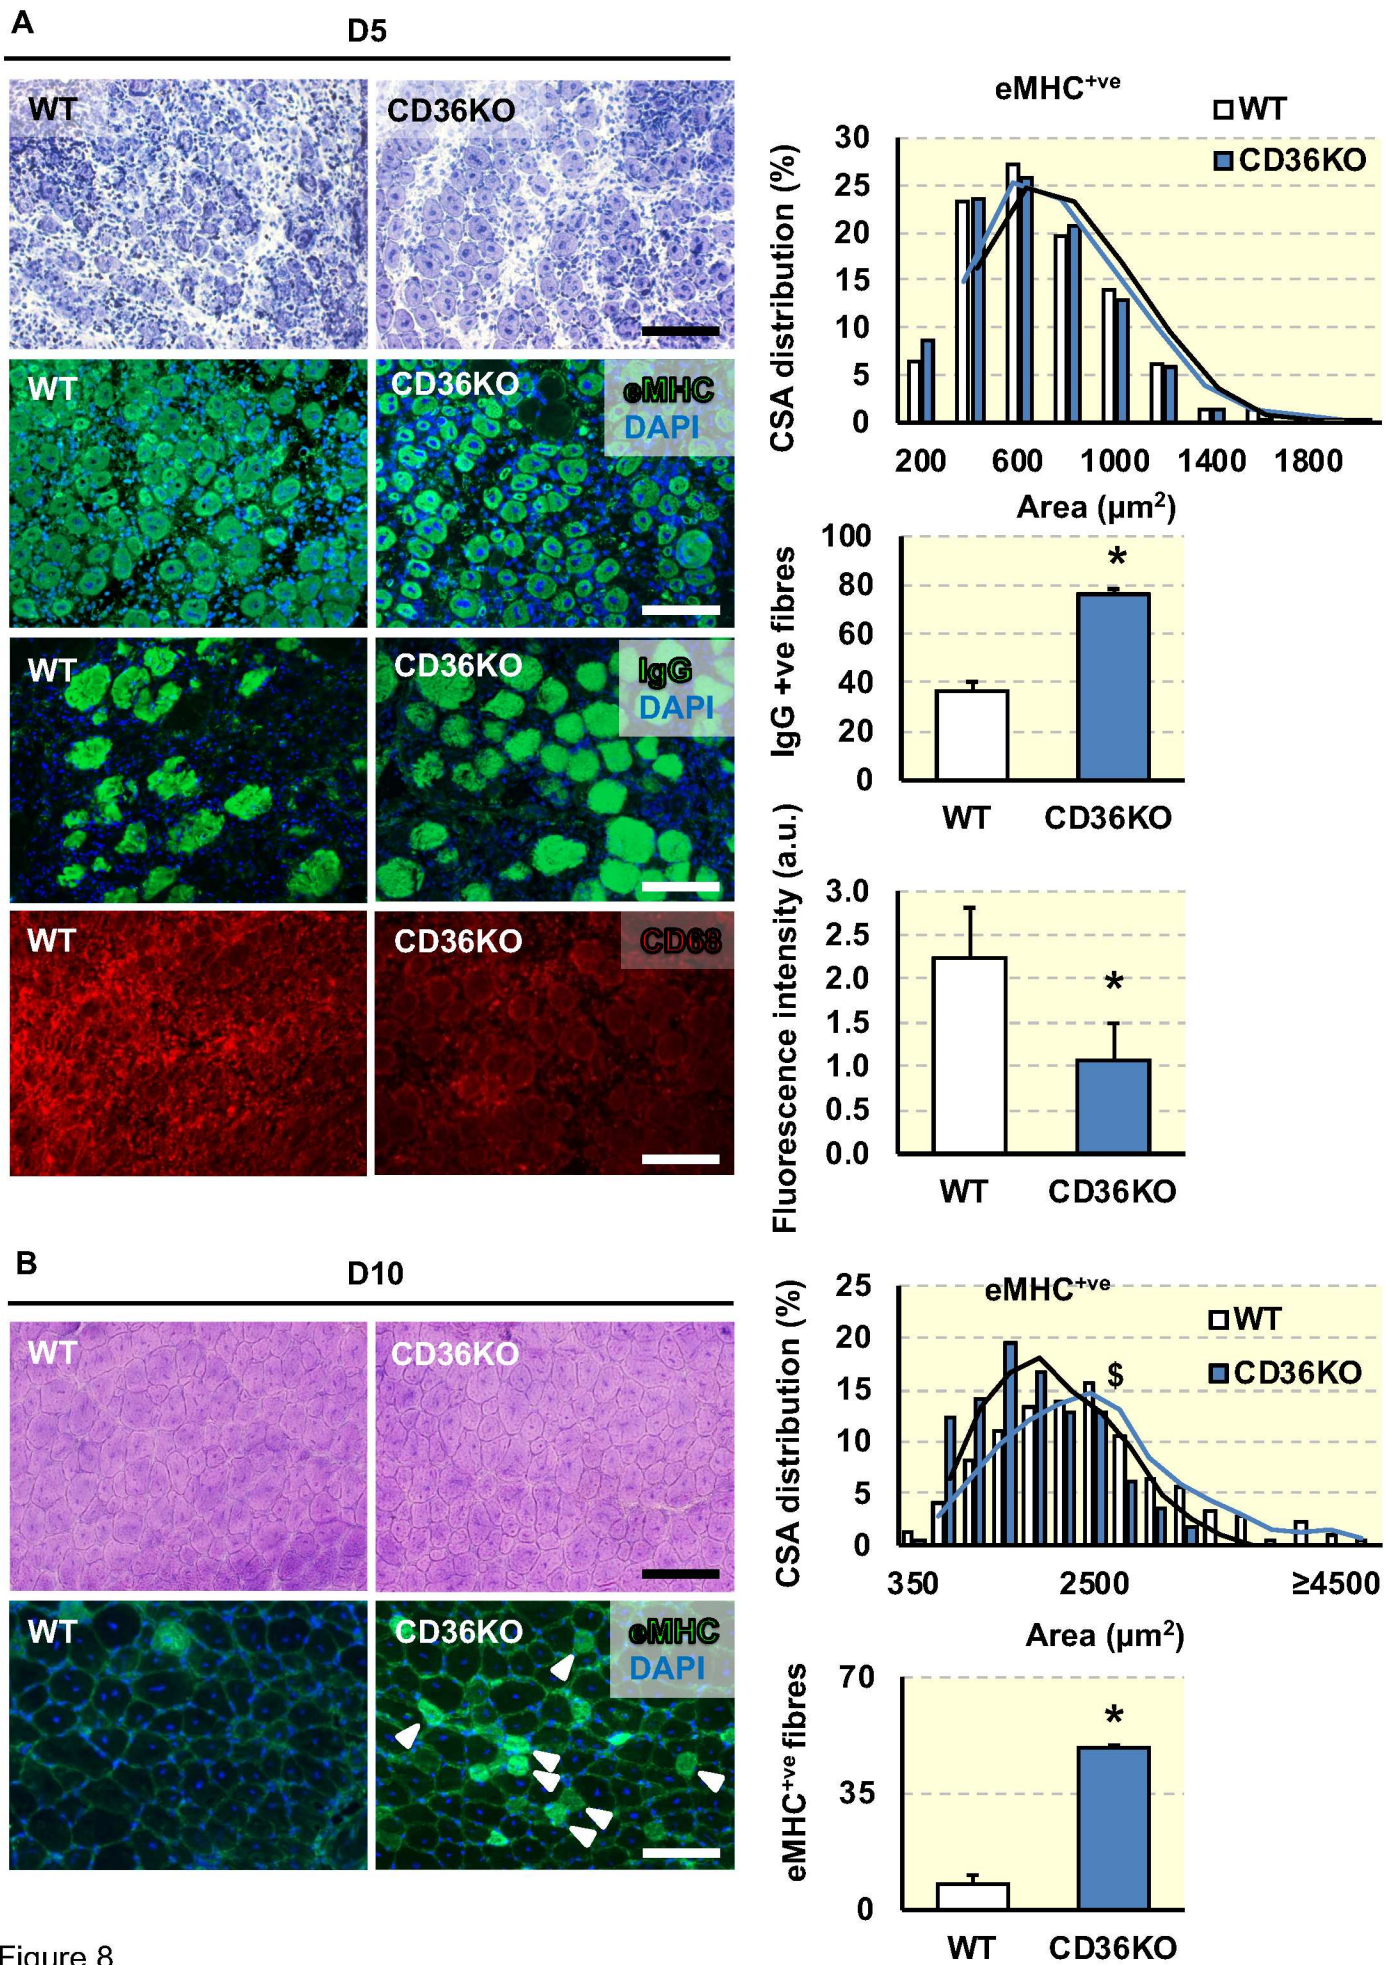 A
D5
WT
CD36KO
WT
CD36KO
eMHC
DAPI
WT
CD36KO
IgG
DAPI
WT
CD36KO
CD68
eMHC+ve
WT
CD36KO
CSA distribution (%)
30
25
20
15
10
5
0
200 600 1000 1400 1800
Area (µm²)
IgG +ve fibres
100
80
60
40
20
0
*
WT CD36KO
Fluorescence intensity (a.u.)
3.0
2.5
2.0
1.5
1.0
0.5
0.0
*
WT CD36KO
B
D10
WT
CD36KO
WT
CD36KO
eMHC
DAPI
eMHC+ve
WT
CD36KO
$
CSA distribution (%)
25
20
15
10
5
0
350 2500 ≥4500
Area (µm²)
eMHC+ve fibres
70
35
0
*
WT CD36KO
Figure 8